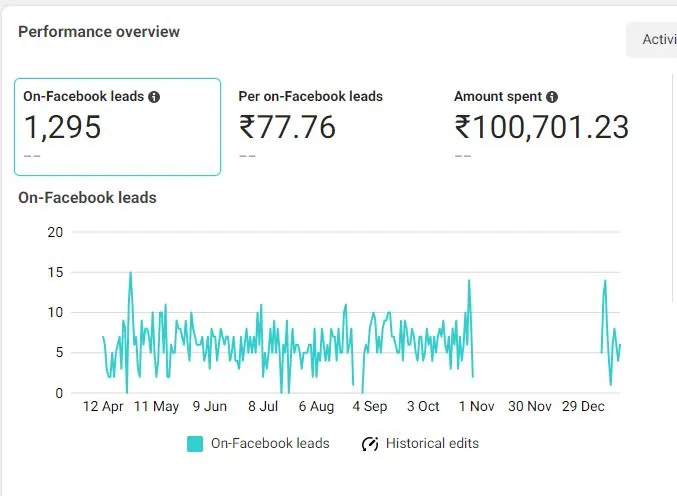 Performance overview
Activi
On-Facebook leads
Per on-Facebook leads
Amount spent
1,295
₹77.76
₹100,701.23
--
--
--
On-Facebook leads
20
15
10
5
0
12 Apr 11 May 9 Jun 8 Jul 6 Aug 4 Sep 3 Oct 1 Nov 30 Nov 29 Dec
On-Facebook leads
Historical edits